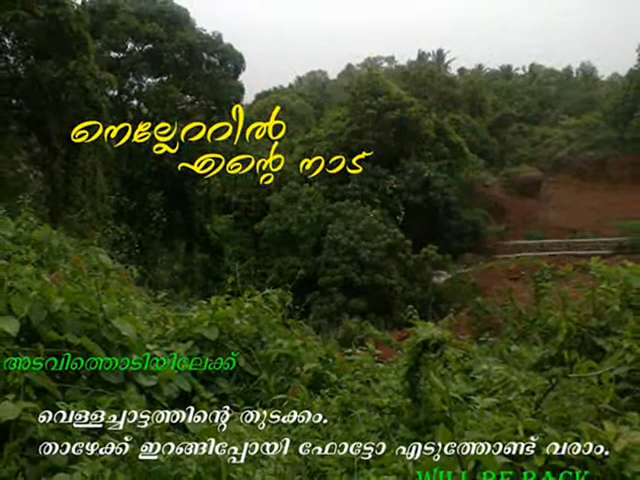 നെല്ലേററിൽ
എന്റെ നാട്
അടവിത്തൊടിയിലേക്ക്
വെള്ളച്ചാട്ടത്തിന്റെ തുടക്കം.
താഴേക്ക് ഇറങ്ങിപ്പോയി ഫോട്ടോ എടുത്തോണ്ട് വരാം.
WILL BE BACK